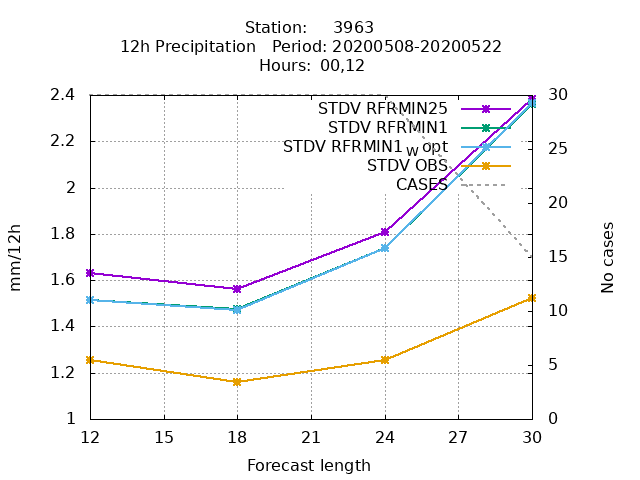 Station:     3963
12h Precipitation   Period: 20200508-20200522
Hours:  00,12
2.4
2.2
2
1.8
1.6
1.4
1.2
1
30
25
20
15
10
5
0
STDV RFRMIN25
STDV RFRMIN1
STDV RFRMIN1_w opt
STDV OBS
CASES
mm/12h
No cases
12 15 18 21 24 27 30
Forecast length